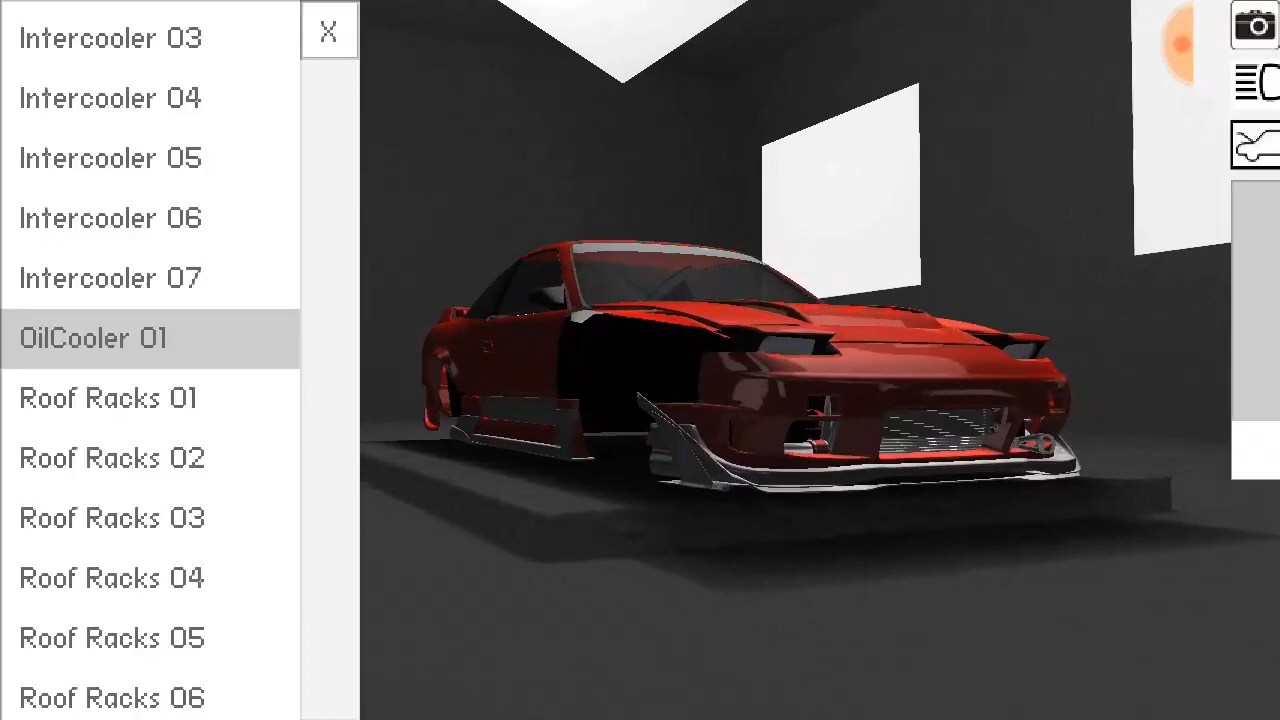 Intercooler 03
X
Intercooler 04
Intercooler 05
Intercooler 06
Intercooler 07
OilCooler 01
Roof Racks 01
Roof Racks 02
Roof Racks 03
Roof Racks 04
Roof Racks 05
Roof Racks 06